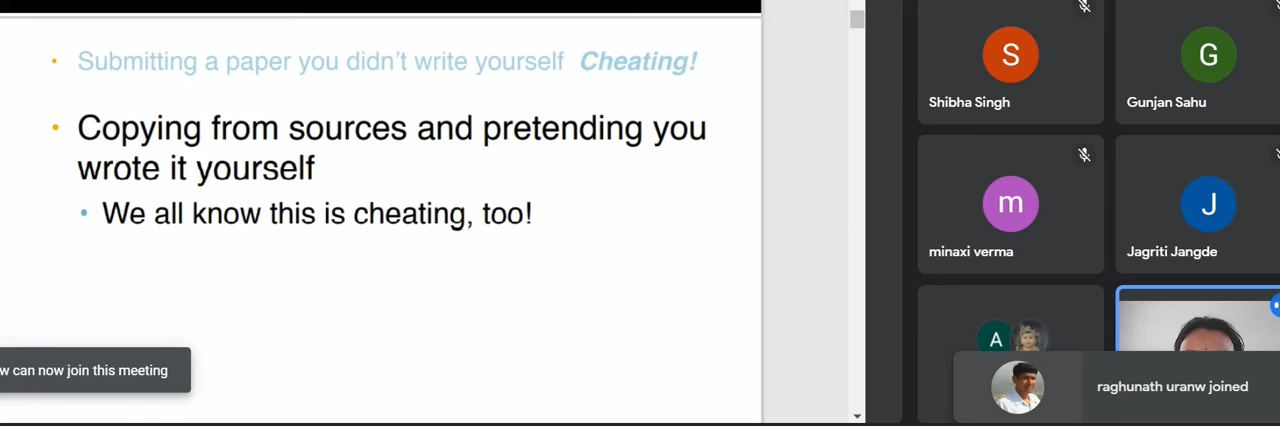 • Submitting a paper you didn't write yourself Cheating!
• Copying from sources and pretending you
wrote it yourself
• We all know this is cheating, too!
w can now join this meeting
S
Shibha Singh
G
Gunjan Sahu
m
minaxi verma
J
Jagriti Jangde
A
raghunath uranw joined